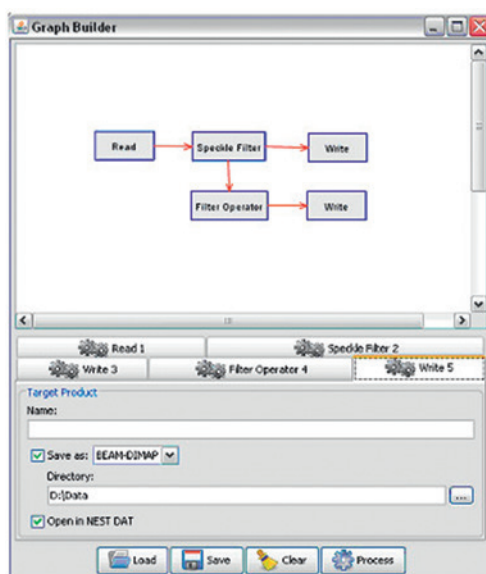 Graph Builder
Read
Speckle Filter
Write
Filter Operator
Write
Read 1
Speckle Filter 2
Write 3
Filter Operator 4
Write 5
Target Product
Name:
Save as: BEAM-DIMAP
Directory:
D:\Data
...
Open in NEST DAT
Load
Save
Clear
Process